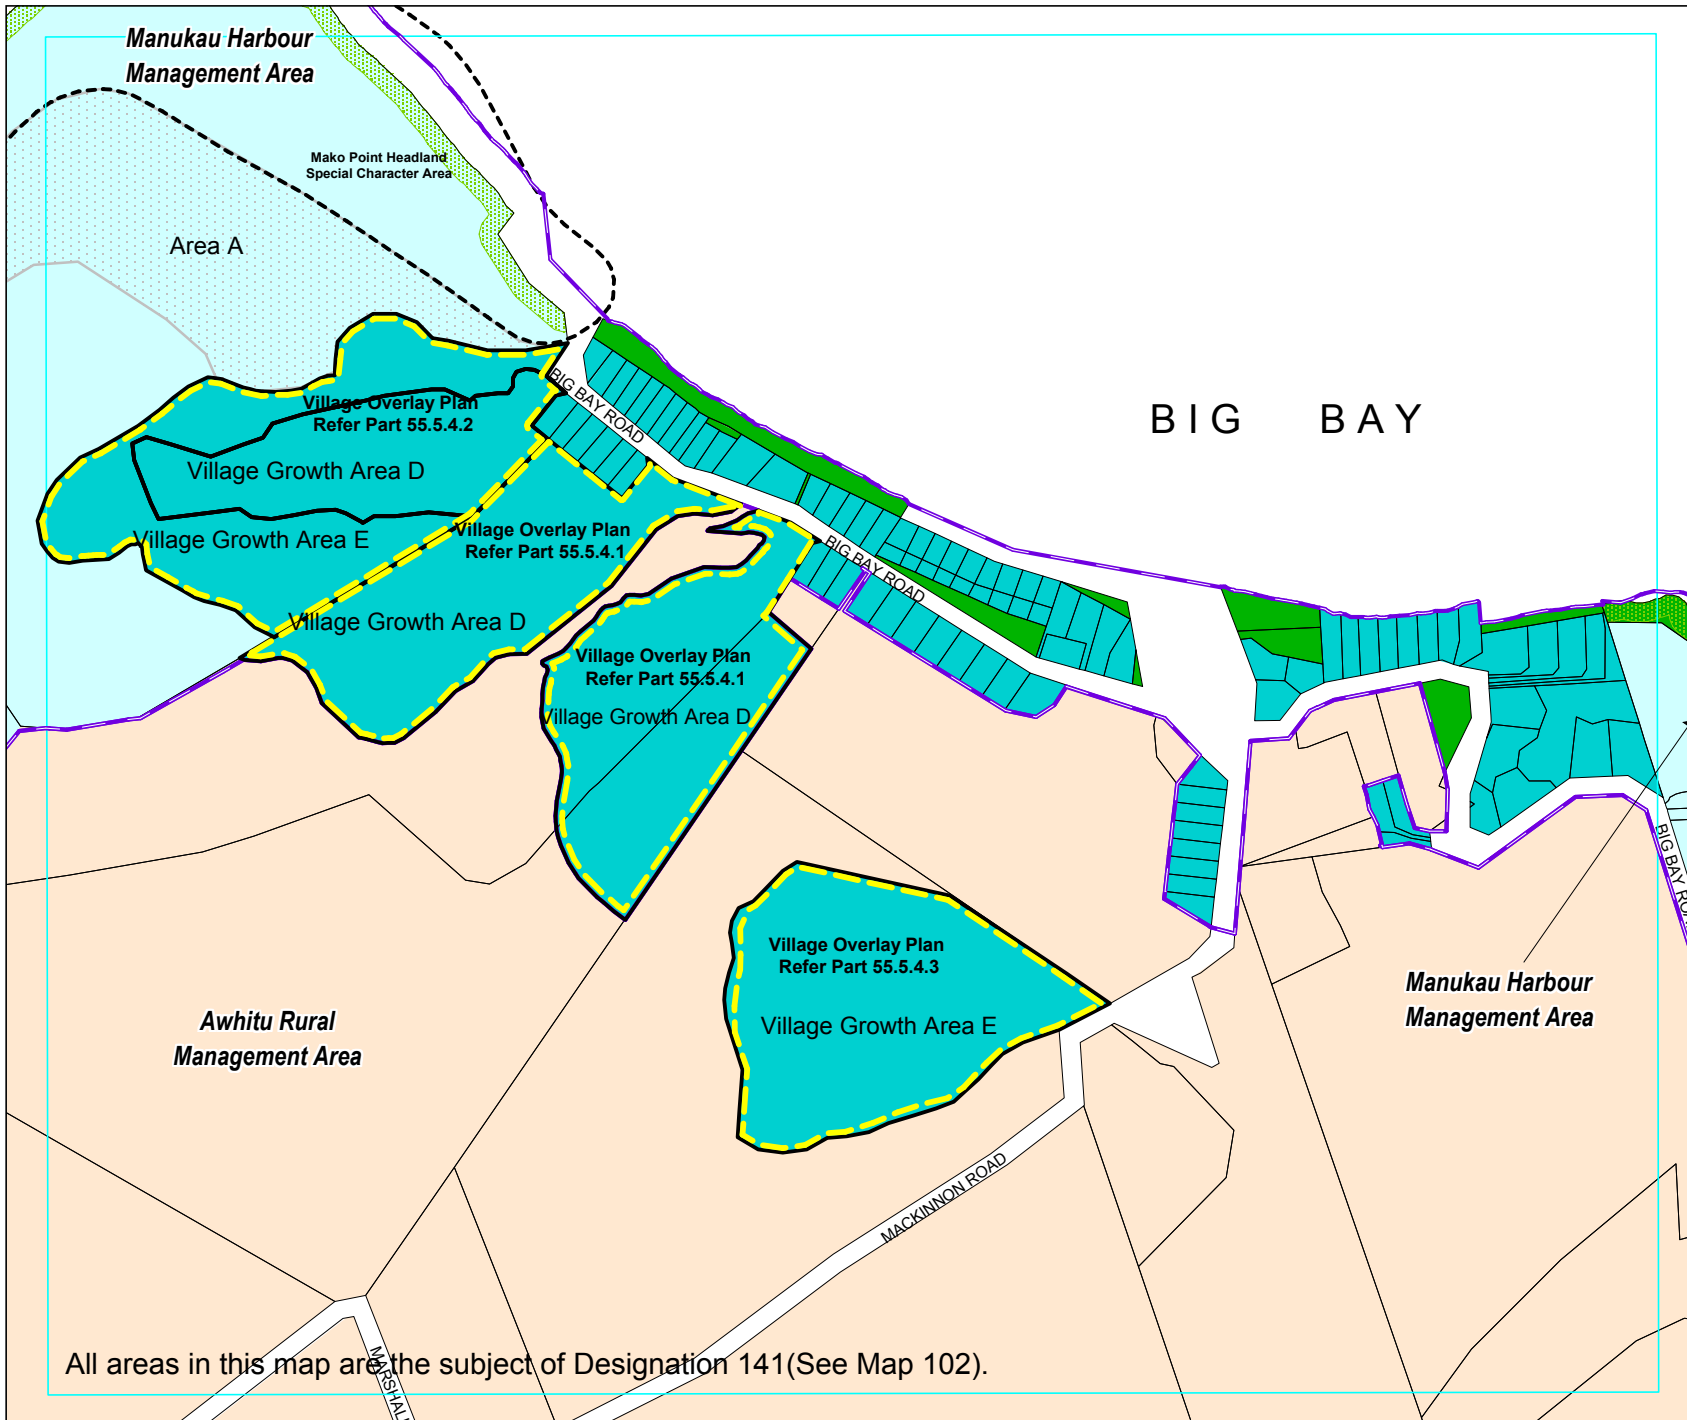 Manukau Harbour
Management Area
Mako Point Headland
Special Character Area
Area A
BIG BAY
BIG BAY ROAD
Village Overlay Plan
Refer Part 55.5.4.2
Village Growth Area D
Village Growth Area E
Village Overlay Plan
Refer Part 55.5.4.1
BIG BAY ROAD
Village Growth Area D
Village Overlay Plan
Refer Part 55.5.4.1
Village Growth Area D
BIG BAY RO
Village Overlay Plan
Refer Part 55.5.4.3
Village Growth Area E
Manukau Harbour
Management Area
Awhitu Rural
Management Area
MACKINNON ROAD
MARSHAL
All areas in this map are the subject of Designation 141(See Map 102).